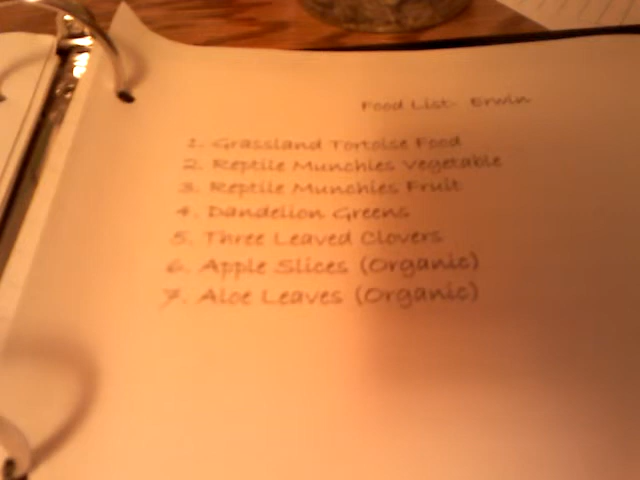 Food List: Erwin
1. Grassland Tortoise Food
2. Reptile Munchies Vegetable
3. Reptile Munchies Fruit
4. Dandelion Greens
5. Three Leaved Clovers
6. Apple Slices (Organic)
7. Aloe Leaves (Organic)